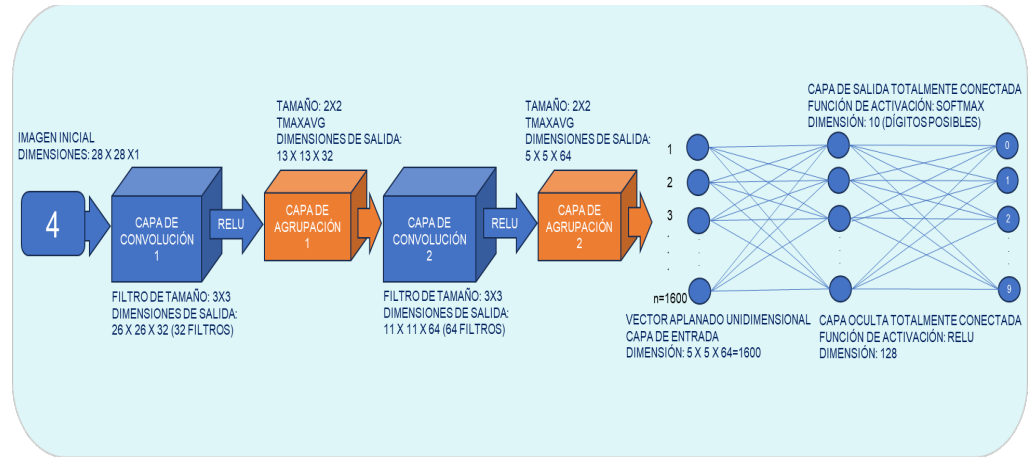 IMAGEN INICIAL
DIMENSIONES: 28 X 28 X1
4
CAPA DE
CONVOLUCIÓN
1
FILTRO DE TAMAÑO: 3X3
DIMENSIONES DE SALIDA:
26 X 26 X 32 (32 FILTROS)
RELU
TAMAÑO: 2X2
TMAXAVG
DIMENSIONES DE SALIDA:
13 X 13 X 32
CAPA DE
AGRUPACIÓN
1
CAPA DE
CONVOLUCIÓN
2
FILTRO DE TAMAÑO: 3X3
DIMENSIONES DE SALIDA:
11 X 11 X 64 (64 FILTROS)
RELU
TAMAÑO: 2X2
TMAXAVG
DIMENSIONES DE SALIDA:
5 X 5 X 64
CAPA DE
AGRUPACIÓN
2
1
2
3
n=1600
VECTOR APLANADO UNIDIMENSIONAL
CAPA DE ENTRADA
DIMENSIÓN: 5 X 5 X 64=1600
CAPA OCULTA TOTALMENTE CONECTADA
FUNCIÓN DE ACTIVACIÓN: RELU
DIMENSIÓN: 128
CAPA DE SALIDA TOTALMENTE CONECTADA
FUNCIÓN DE ACTIVACIÓN: SOFTMAX
DIMENSIÓN: 10 (DÍGITOS POSIBLES)
0
1
2
9